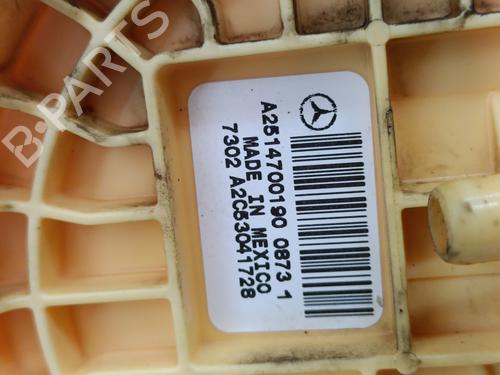 A2514700190 0873 1
MADE IN MEXICO
7302 A2C53041728
B-PARTS